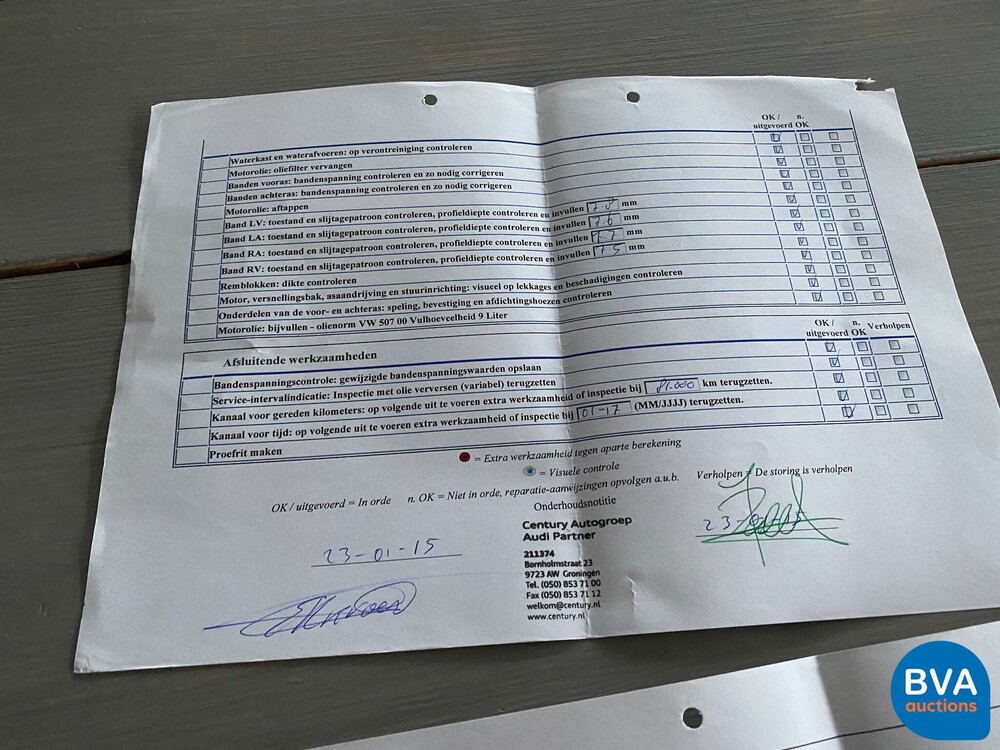 OK / uitgevoerd n. OK
Waterkast en waterafvoeren: op verontreiniging controleren
Motorolie: oliefilter vervangen
Banden vooras: bandenspanning controleren en zo nodig corrigeren
Banden achteras: bandenspanning controleren en zo nodig corrigeren
Motorolie: aftappen
Band LV: toestand en slijtagepatroon controleren, profieldiepte controleren en invullen mm
Band LA: toestand en slijtagepatroon controleren, profieldiepte controleren en invullen 7.6 mm
Band RA: toestand en slijtagepatroon controleren, profieldiepte controleren en invullen mm
Band RV: toestand en slijtagepatroon controleren, profieldiepte controleren en invullen 7.5 mm
Remblokken: dikte controleren
Motor, versnellingsbak, asaandrijving en stuurinrichting: visueel op lekkages en beschadigingen controleren
Onderdelen van de voor- en achteras: speling, bevestiging en afdichtingshoezen controleren
Motorolie: bijvullen - olienorm VW 507 00 Vulhoeveelheid 9 Liter
Afsluitende werkzaamheden OK / uitgevoerd n. OK Verholpen
Bandenspanningscontrole: gewijzigde bandenspanningswaarden opslaan
Service-intervalindicatie: Inspectie met olie verversen (variabel) terugzetten
Kanaal voor gereden kilometers: op volgende uit te voeren extra werkzaamheid of inspectie bij km terugzetten.
Kanaal voor tijd: op volgende uit te voeren extra werkzaamheid of inspectie bij 01-17 (MM/JJJJ) terugzetten.
Proefrit maken
= Extra werkzaamheid tegen aparte berekening
= Visuele controle
OK / uitgevoerd = In orde n. OK = Niet in orde, reparatie-aanwijzingen opvolgen a.u.b. Verholpen = De storing is verholpen
Onderhoudsnotitie
Century Autogroep
Audi Partner
211374
Bornholmstraat 23
9723 AW Groningen
Tel. (050) 853 71 00
Fax (050) 853 71 12
welkom@century.nl
www.century.nl
23-01-15
BVA
auctions